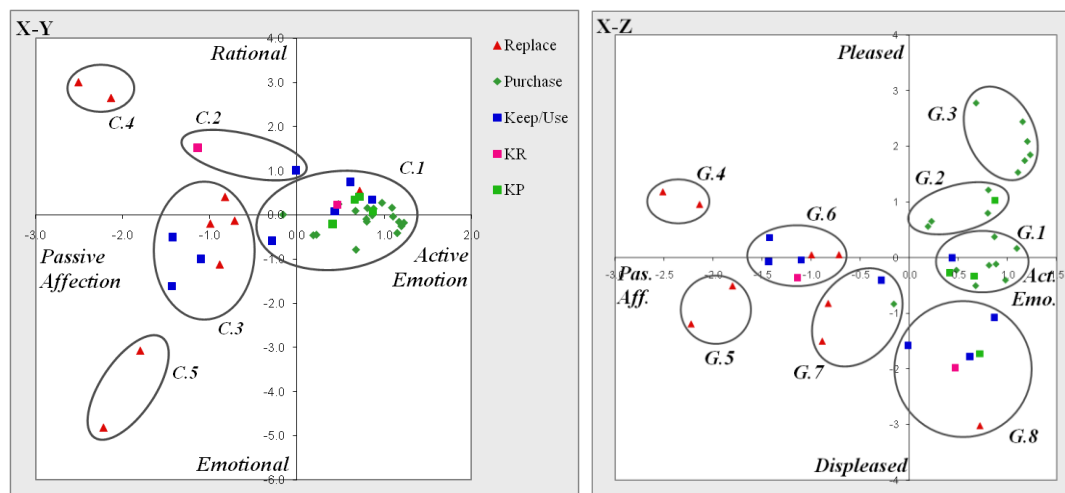 X-Y
4.0
Rational
3.0
C.4
2.0
C.2
1.0
C.1
0.0
-3.0 -2.0 -1.0 0.0 1.0 2.0
Passive
Affection
Active
Emotion
-1.0
-2.0
C.3
-3.0
C.5
-4.0
-5.0
Emotional
-6.0
Replace
Purchase
Keep/Use
KR
KP
X-Z
4
Pleased
3
G.3
2
G.4
G.2
1
G.6
G.1
0
-3.0 -2.5 -2.0 -1.5 -1.0 -0.5 0.0 0.5 1.0 1.5
Pas.
Aff.
Act.
Emo.
-1
G.5
G.7
-2
-3
G.8
Displeased
-4